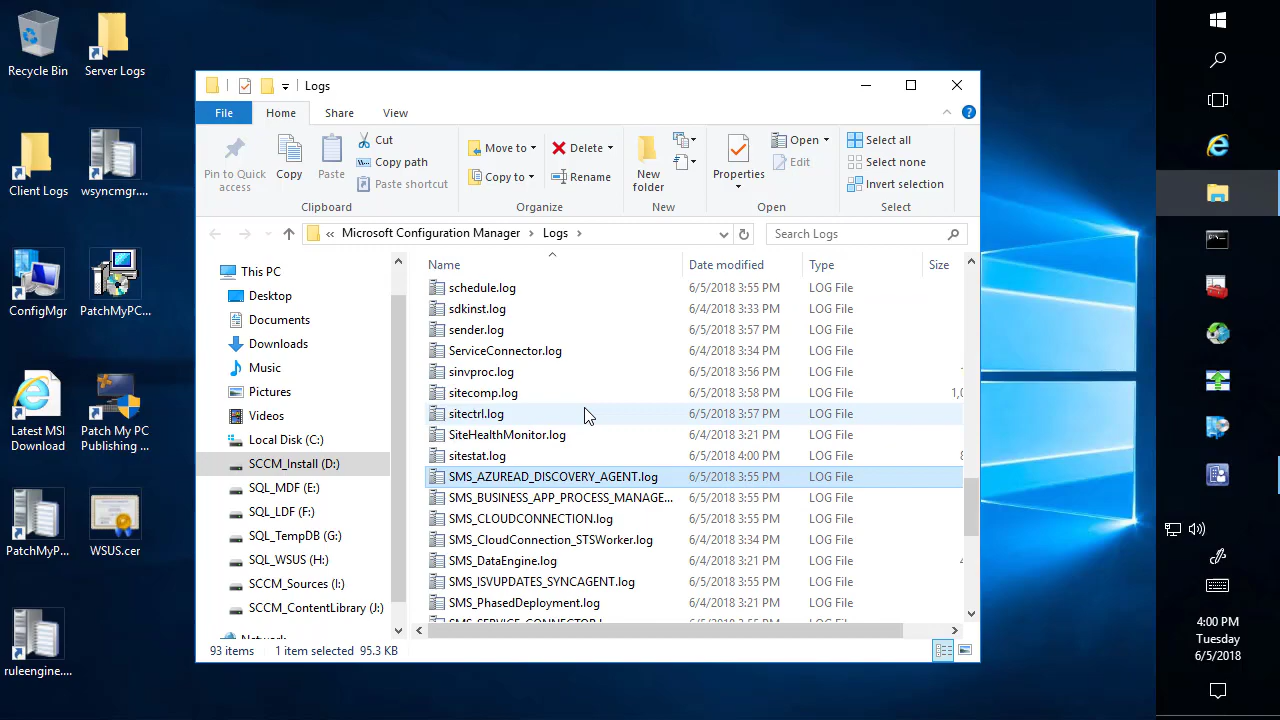 Recycle Bin
Server Logs
Client Logs
wsyncmgr....
ConfigMgr
PatchMyPC...
Latest MSI
Download
Patch My PC
Publishing ...
PatchMyP...
WSUS.cer
ruleengine....
Logs
File
Home
Share
View
Pin to Quick
access
Copy
Paste
Cut
Copy path
Paste shortcut
Clipboard
Move to
Copy to
Delete
Rename
Organize
New
folder
New
Properties
Open
Edit
Open
Select all
Select none
Invert selection
Select
« Microsoft Configuration Manager > Logs >
Search Logs
This PC
Desktop
Documents
Downloads
Music
Pictures
Videos
Local Disk (C:)
SCCM_Install (D:)
SQL_MDF (E:)
SQL_LDF (F:)
SQL_TempDB (G:)
SQL_WSUS (H:)
SCCM_Sources (I:)
SCCM_ContentLibrary (J:)
Network
Name Date modified Type Size
schedule.log 6/5/2018 3:55 PM LOG File
sdkinst.log 6/4/2018 3:33 PM LOG File
sender.log 6/5/2018 3:57 PM LOG File
ServiceConnector.log 6/4/2018 3:34 PM LOG File
sinvproc.log 6/5/2018 3:56 PM LOG File
sitecomp.log 6/5/2018 3:58 PM LOG File 1,0
sitectrl.log 6/5/2018 3:57 PM LOG File
SiteHealthMonitor.log 6/4/2018 3:21 PM LOG File
sitestat.log 6/5/2018 4:00 PM LOG File 8
SMS_AZUREAD_DISCOVERY_AGENT.log 6/5/2018 3:55 PM LOG File
SMS_BUSINESS_APP_PROCESS_MANAGE... 6/5/2018 3:55 PM LOG File
SMS_CLOUDCONNECTION.log 6/5/2018 3:55 PM LOG File
SMS_CloudConnection_STSWorker.log 6/4/2018 3:34 PM LOG File
SMS_DataEngine.log 6/4/2018 3:21 PM LOG File 4
SMS_ISVUPDATES_SYNCAGENT.log 6/5/2018 3:55 PM LOG File
SMS_PhasedDeployment.log 6/4/2018 3:21 PM LOG File
93 items 1 item selected 95.3 KB
4:00 PM
Tuesday
6/5/2018